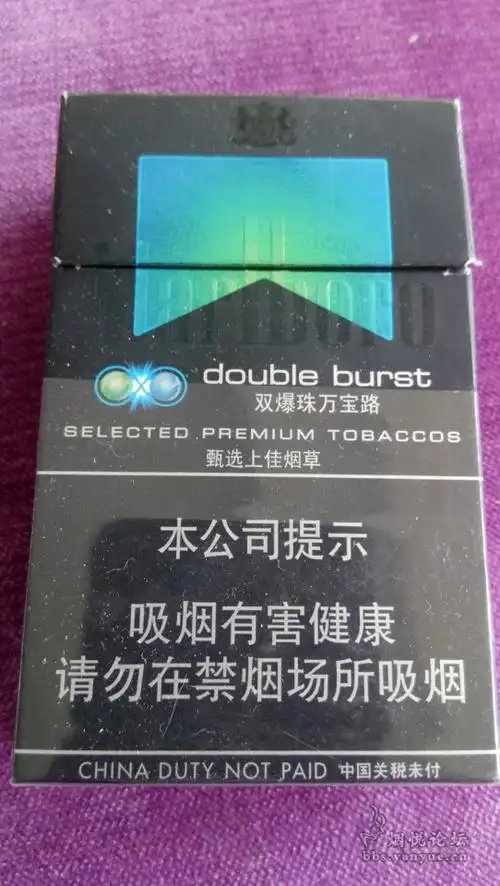 Marlboro
double burst
双爆珠万宝路
SELECTED PREMIUM TOBACCOS
甄选上佳烟草
本公司提示
吸烟有害健康
请勿在禁烟场所吸烟
CHINA DUTY NOT PAID 中国关税未付
烟悦论坛
bbs.yanyue.cn